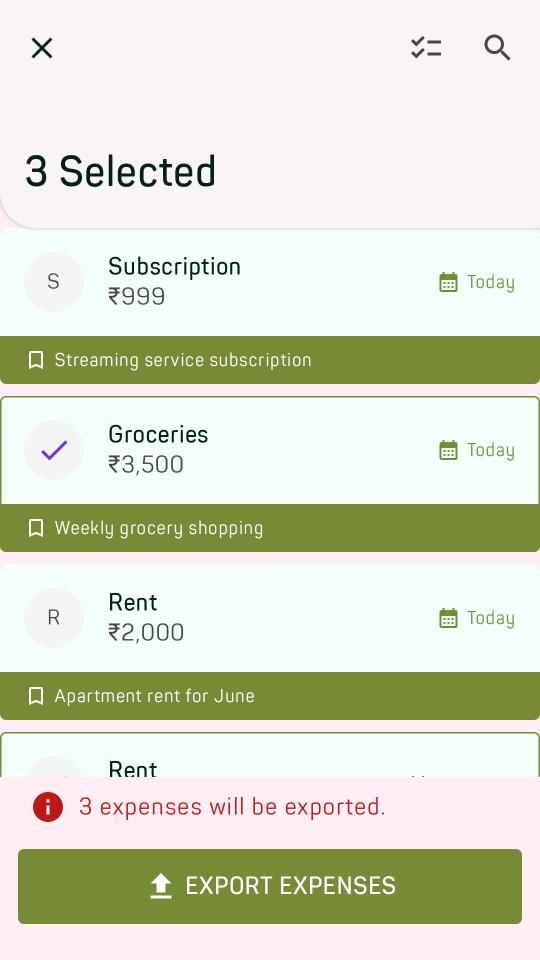 3 Selected
S
Subscription
₹999
Today
Streaming service subscription
Groceries
₹3,500
Today
Weekly grocery shopping
R
Rent
₹2,000
Today
Apartment rent for June
Rent
3 expenses will be exported.
EXPORT EXPENSES